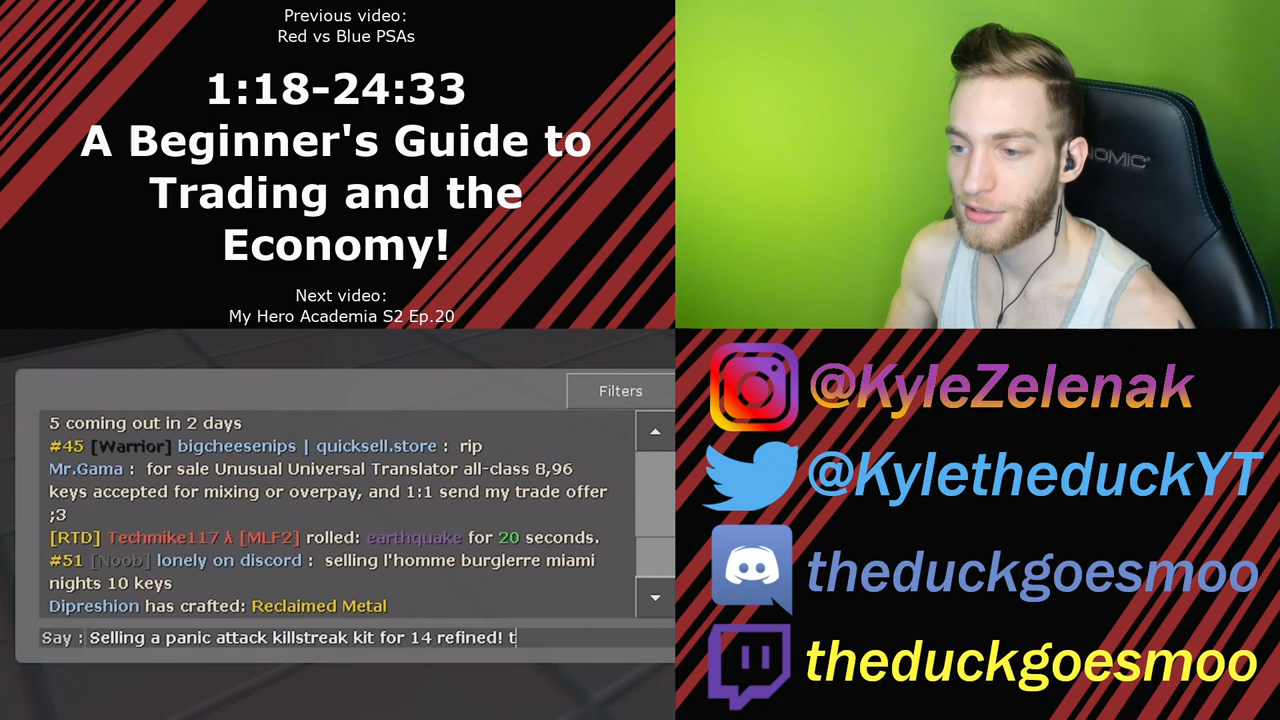 Previous video:
Red vs Blue PSAs
1:18-24:33
A Beginner's Guide to
Trading and the
Economy!
Next video:
My Hero Academia S2 Ep.20
Filters
5 coming out in 2 days
#45 [Warrior] bigcheesenips | quicksell.store : rip
Mr.Gama : for sale Unusual Universal Translator all-class 8,96
keys accepted for mixing or overpay, and 1:1 send my trade offer
;3
[RTD] Techmike117 λ [MLF2] rolled: earthquake for 20 seconds.
#51 [Noob] lonely on discord : selling l'homme burglerre miami
nights 10 keys
Dipreshion has crafted: Reclaimed Metal
Say : Selling a panic attack killstreak kit for 14 refined! t
@KyleZelenak
@KyletheduckYT
theduckgoesmoo
theduckgoesmoo